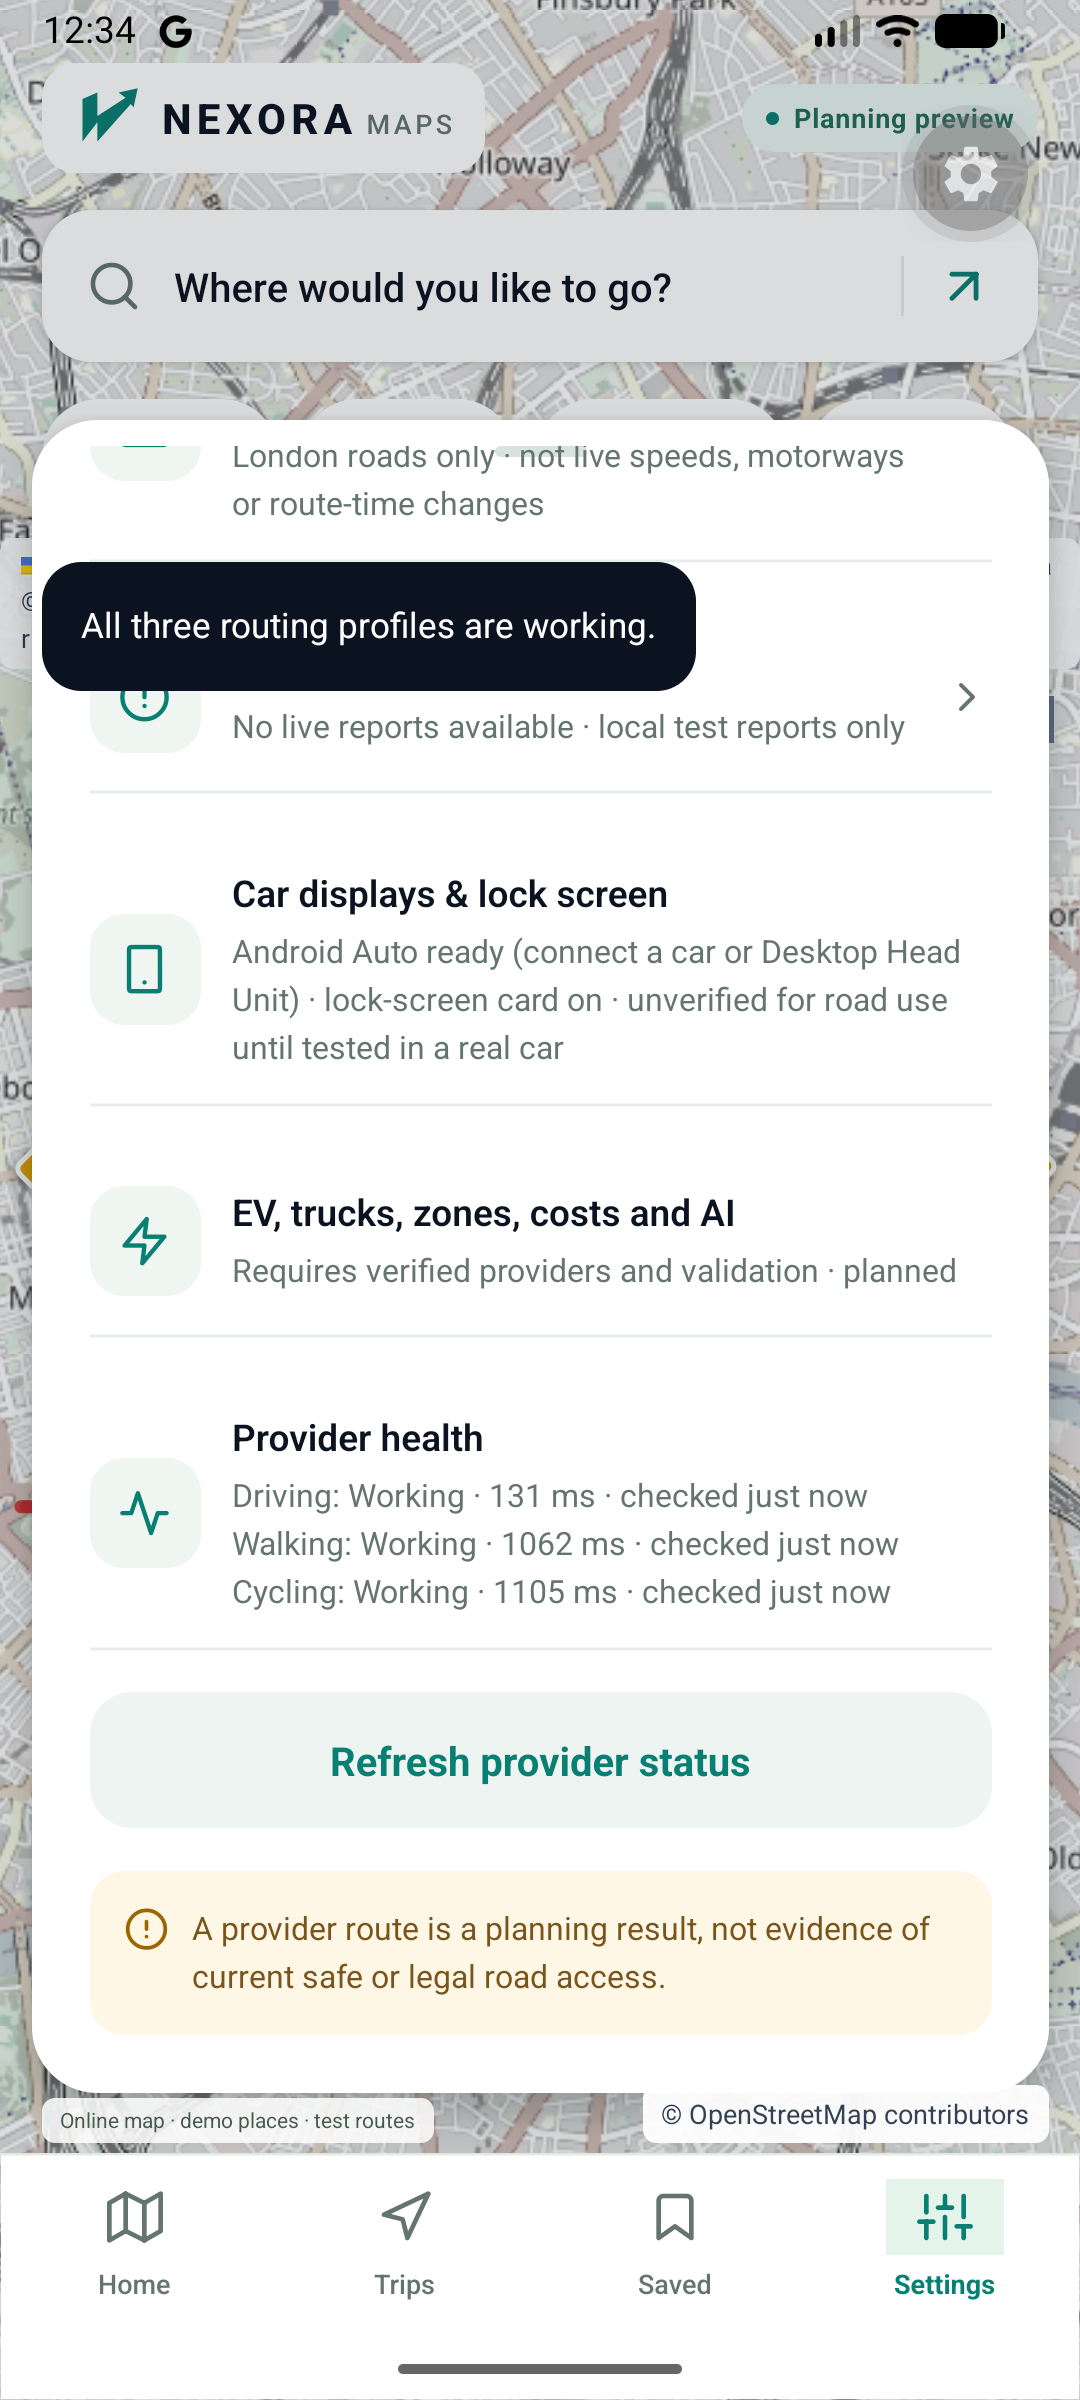 12:34
NEXORA MAPS
Planning preview
Where would you like to go?
London roads only · not live speeds, motorways
or route-time changes
All three routing profiles are working.
No live reports available · local test reports only
Car displays & lock screen
Android Auto ready (connect a car or Desktop Head
Unit) · lock-screen card on · unverified for road use
until tested in a real car
EV, trucks, zones, costs and AI
Requires verified providers and validation · planned
Provider health
Driving: Working · 131 ms · checked just now
Walking: Working · 1062 ms · checked just now
Cycling: Working · 1105 ms · checked just now
Refresh provider status
A provider route is a planning result, not evidence of
current safe or legal road access.
Online map · demo places · test routes
© OpenStreetMap contributors
Home
Trips
Saved
Settings